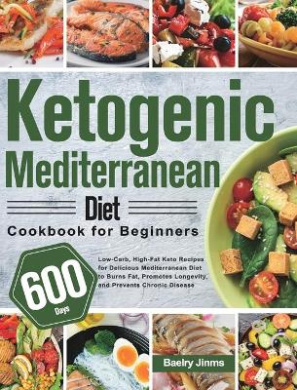 Ketogenic
Mediterranean
Diet
Cookbook for Beginners
Low-Carb, High-Fat Keto Recipes
for Delicious Mediterranean Diet
to Burns Fat, Promotes Longevity,
and Prevents Chronic Disease
600
Days
Baelry Jinms